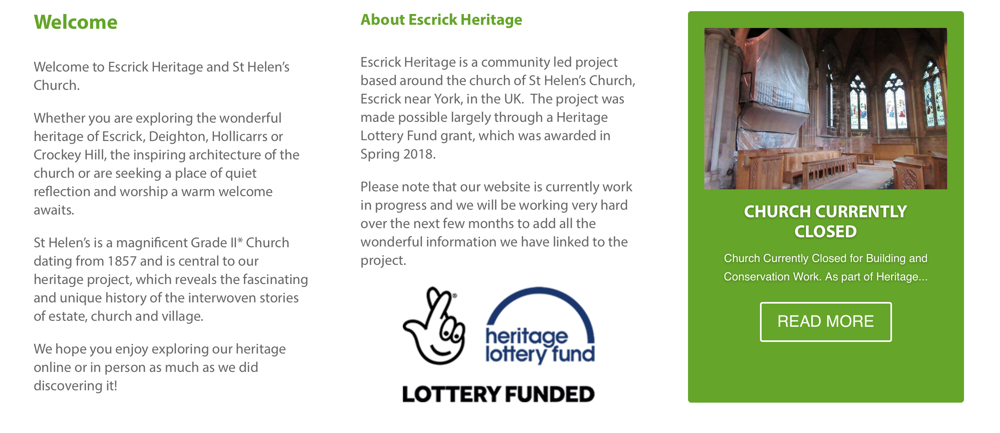 Welcome
Welcome to Escrick Heritage and St Helen’s
Church.
Whether you are exploring the wonderful
heritage of Escrick, Deighton, Hollicarrs or
Crockey Hill, the inspiring architecture of the
church or are seeking a place of quiet
reflection and worship a warm welcome
awaits.
St Helen’s is a magnificent Grade II* Church
dating from 1857 and is central to our
heritage project, which reveals the fascinating
and unique history of the interwoven stories
of estate, church and village.
We hope you enjoy exploring our heritage
online or in person as much as we did
discovering it!
About Escrick Heritage
Escrick Heritage is a community led project
based around the church of St Helen’s Church,
Escrick near York, in the UK.  The project was
made possible largely through a Heritage
Lottery Fund grant, which was awarded in
Spring 2018.
Please note that our website is currently work
in progress and we will be working very hard
over the next few months to add all the
wonderful information we have linked to the
project.
®
heritage
lottery fund
LOTTERY FUNDED
CHURCH CURRENTLY
CLOSED
Church Currently Closed for Building and
Conservation Work. As part of Heritage...
READ MORE